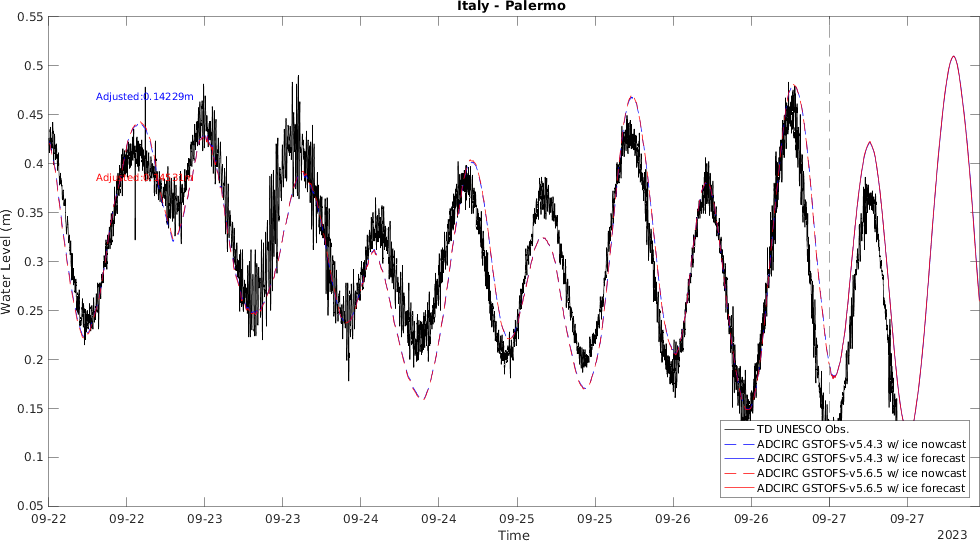 Italy - Palermo
Water Level (m)
0.55
0.5
0.45
0.4
0.35
0.3
0.25
0.2
0.15
0.1
0.05
Adjusted:0.14229m
TD UNESCO Obs.
ADCIRC GSTOFS-v5.4.3 w/ ice nowcast
ADCIRC GSTOFS-v5.4.3 w/ ice forecast
ADCIRC GSTOFS-v5.6.5 w/ ice nowcast
ADCIRC GSTOFS-v5.6.5 w/ ice forecast
09-22 09-22 09-23 09-23 09-24 09-24 09-25 09-25 09-26 09-26 09-27 09-27
Time
2023